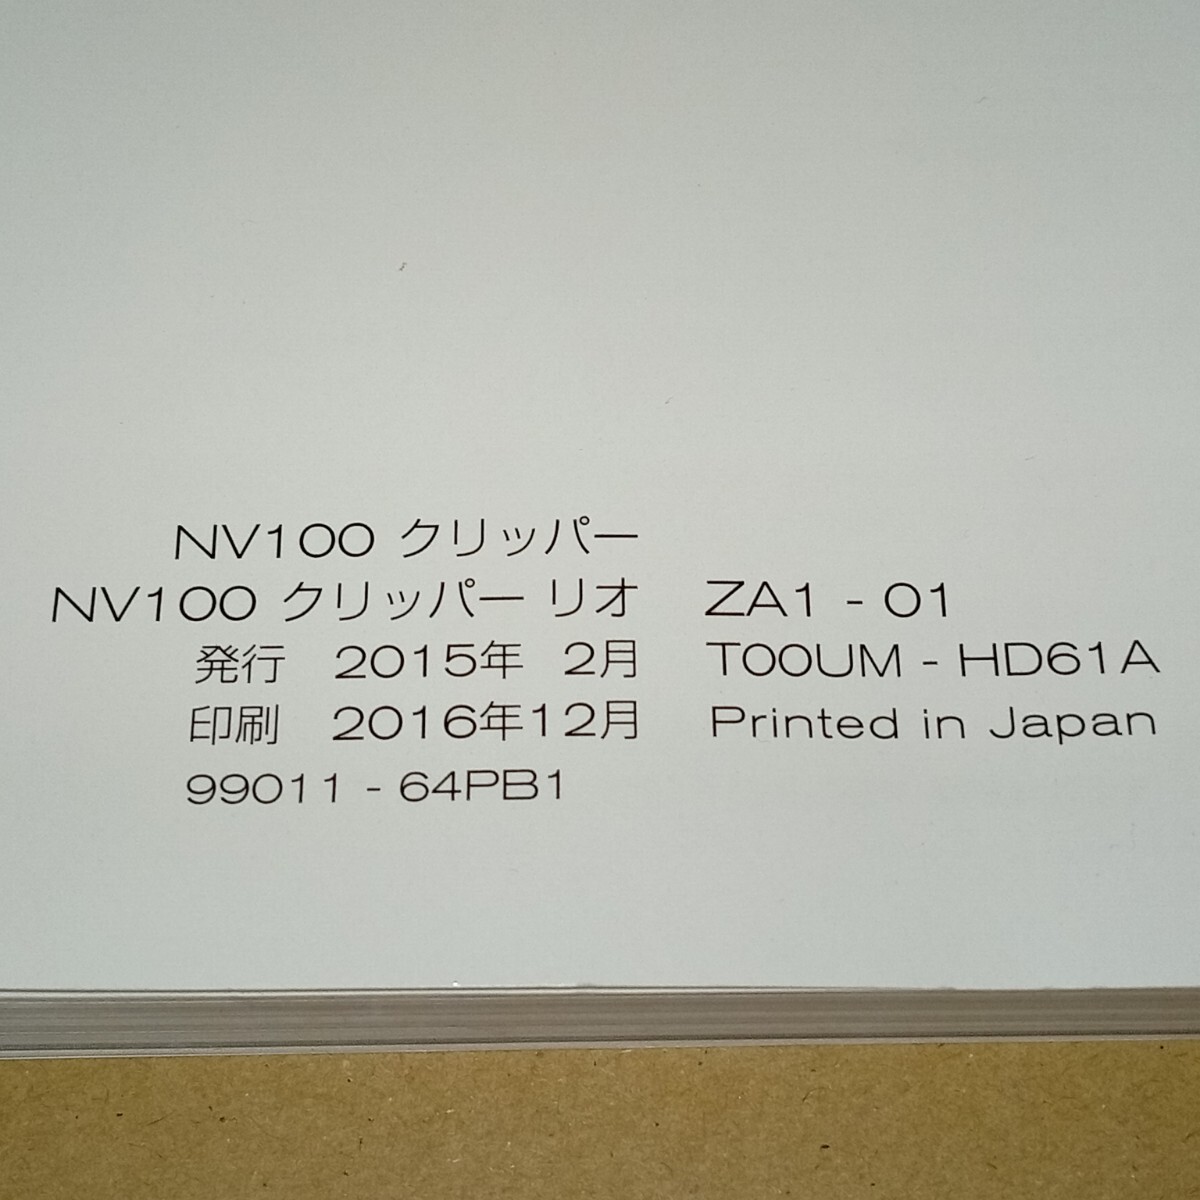 NV100 クリッパー
NV100 クリッパー リオ ZA1 - 01
発行 2015年 2月 T00UM - HD61A
印刷 2016年12月 Printed in Japan
99011 - 64PB1